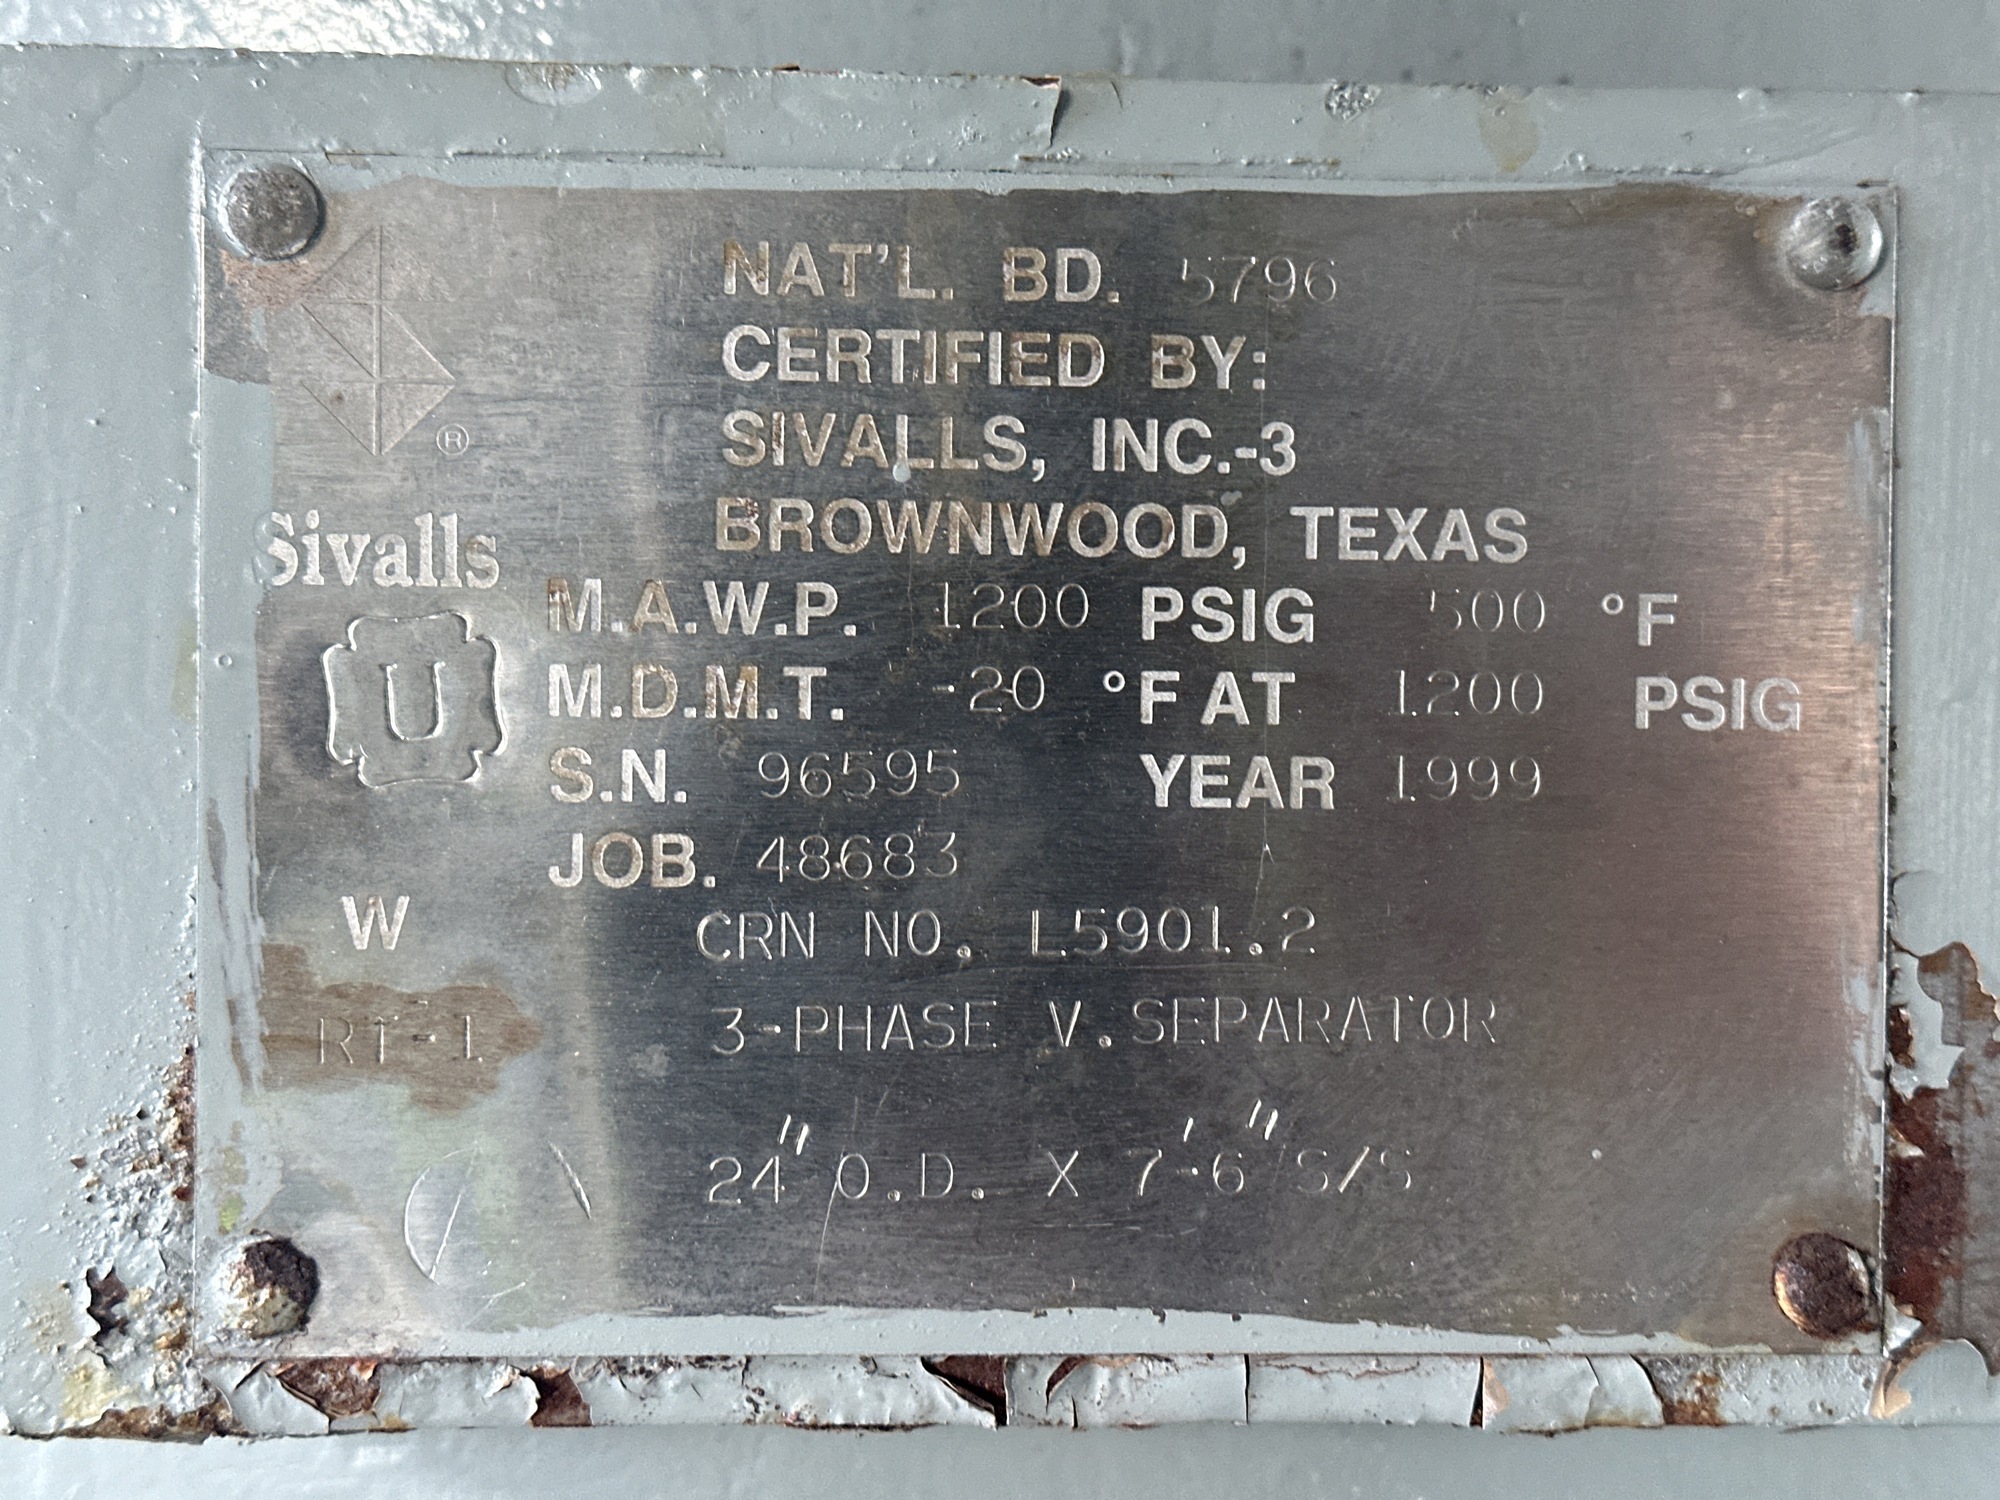 NAT'L. BD. 5796
CERTIFIED BY:
SIVALLS, INC.-3
BROWNWOOD, TEXAS
®
Sivalls
M.A.W.P. 1200 PSIG 500 °F
U
M.D.M.T. -20 °F AT 1200 PSIG
S.N. 96595 YEAR 1999
JOB. 48683
W
CRN NO. L5901.2
RT-1
3-PHASE V. SEPARATOR
24" O.D. X 7'-6" S/S